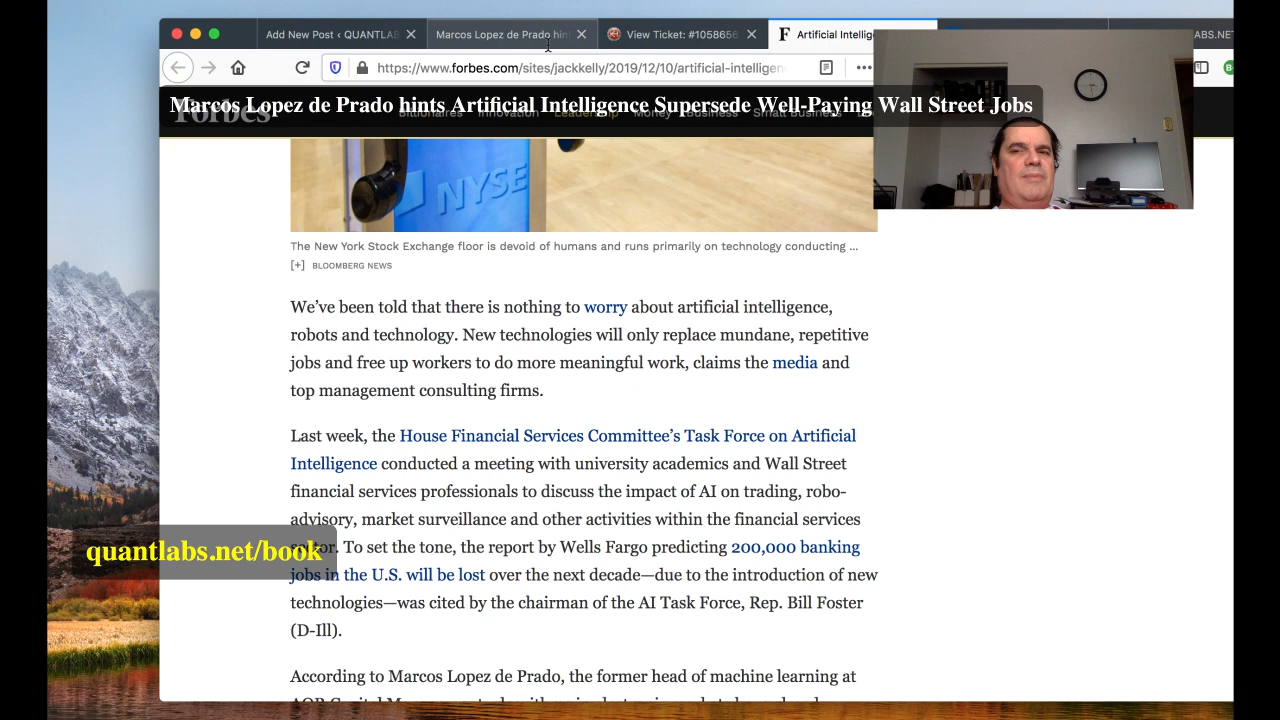 Add New Post ‹ QUANTLAB
Marcos Lopez de Prado hin
View Ticket: #1058656
F Artificial Intellige
ABS.NET
https://www.forbes.com/sites/jackkelly/2019/12/10/artificial-intelligen
Marcos Lopez de Prado hints Artificial Intelligence Supersede Well-Paying Wall Street Jobs
Forbes
Billionaires Innovation Leadership Money Business Small Business
NYSE
The New York Stock Exchange floor is devoid of humans and runs primarily on technology conducting ...
[+] BLOOMBERG NEWS
We’ve been told that there is nothing to worry about artificial intelligence,
robots and technology. New technologies will only replace mundane, repetitive
jobs and free up workers to do more meaningful work, claims the media and
top management consulting firms.
Last week, the House Financial Services Committee’s Task Force on Artificial
Intelligence conducted a meeting with university academics and Wall Street
financial services professionals to discuss the impact of AI on trading, robo-
advisory, market surveillance and other activities within the financial services
quantlabs.net/book
To set the tone, the report by Wells Fargo predicting 200,000 banking
jobs in the U.S. will be lost over the next decade—due to the introduction of new
technologies—was cited by the chairman of the AI Task Force, Rep. Bill Foster
(D-Ill).
According to Marcos Lopez de Prado, the former head of machine learning at